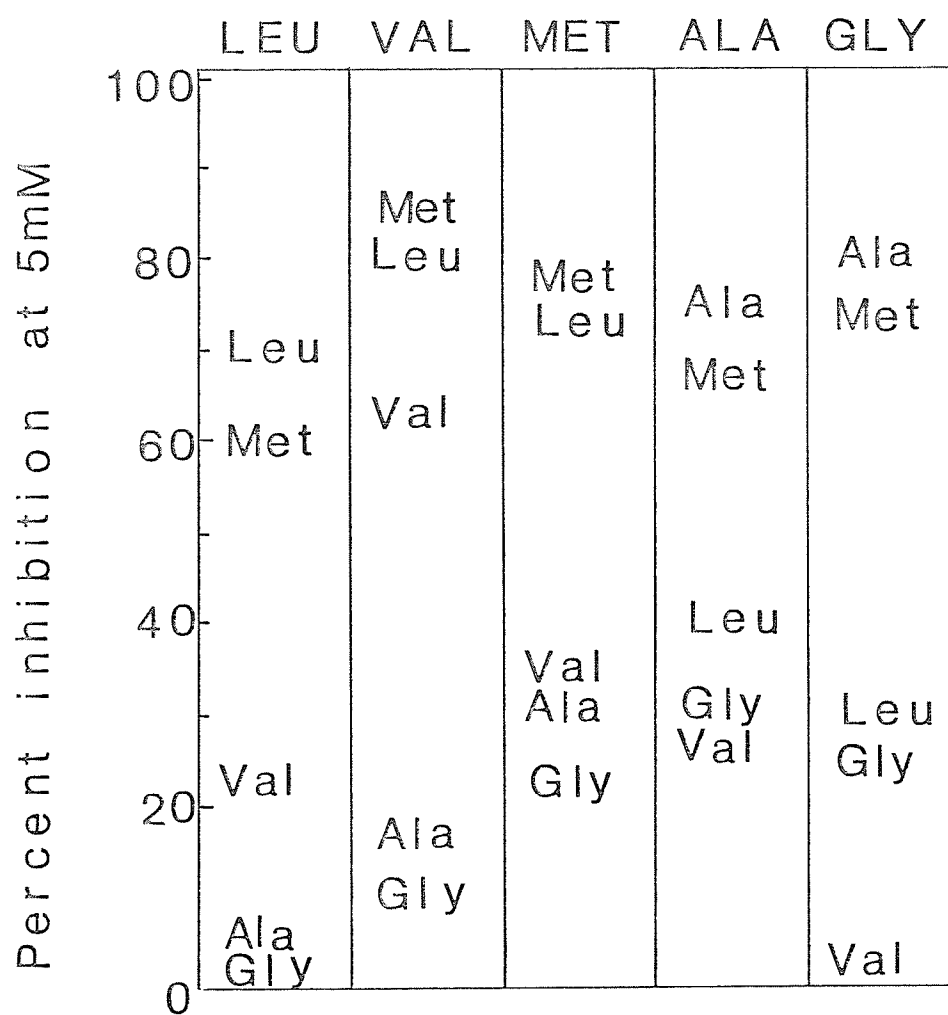 LEU VAL MET ALA GLY
Percent inhibition at 5mM
100
80
60
40
20
0
Leu
Met
Val
Ala
Gly
Met
Leu
Val
Ala
Gly
Met
Leu
Val
Ala
Gly
Ala
Met
Leu
Gly
Val
Ala
Met
Leu
Gly
Val